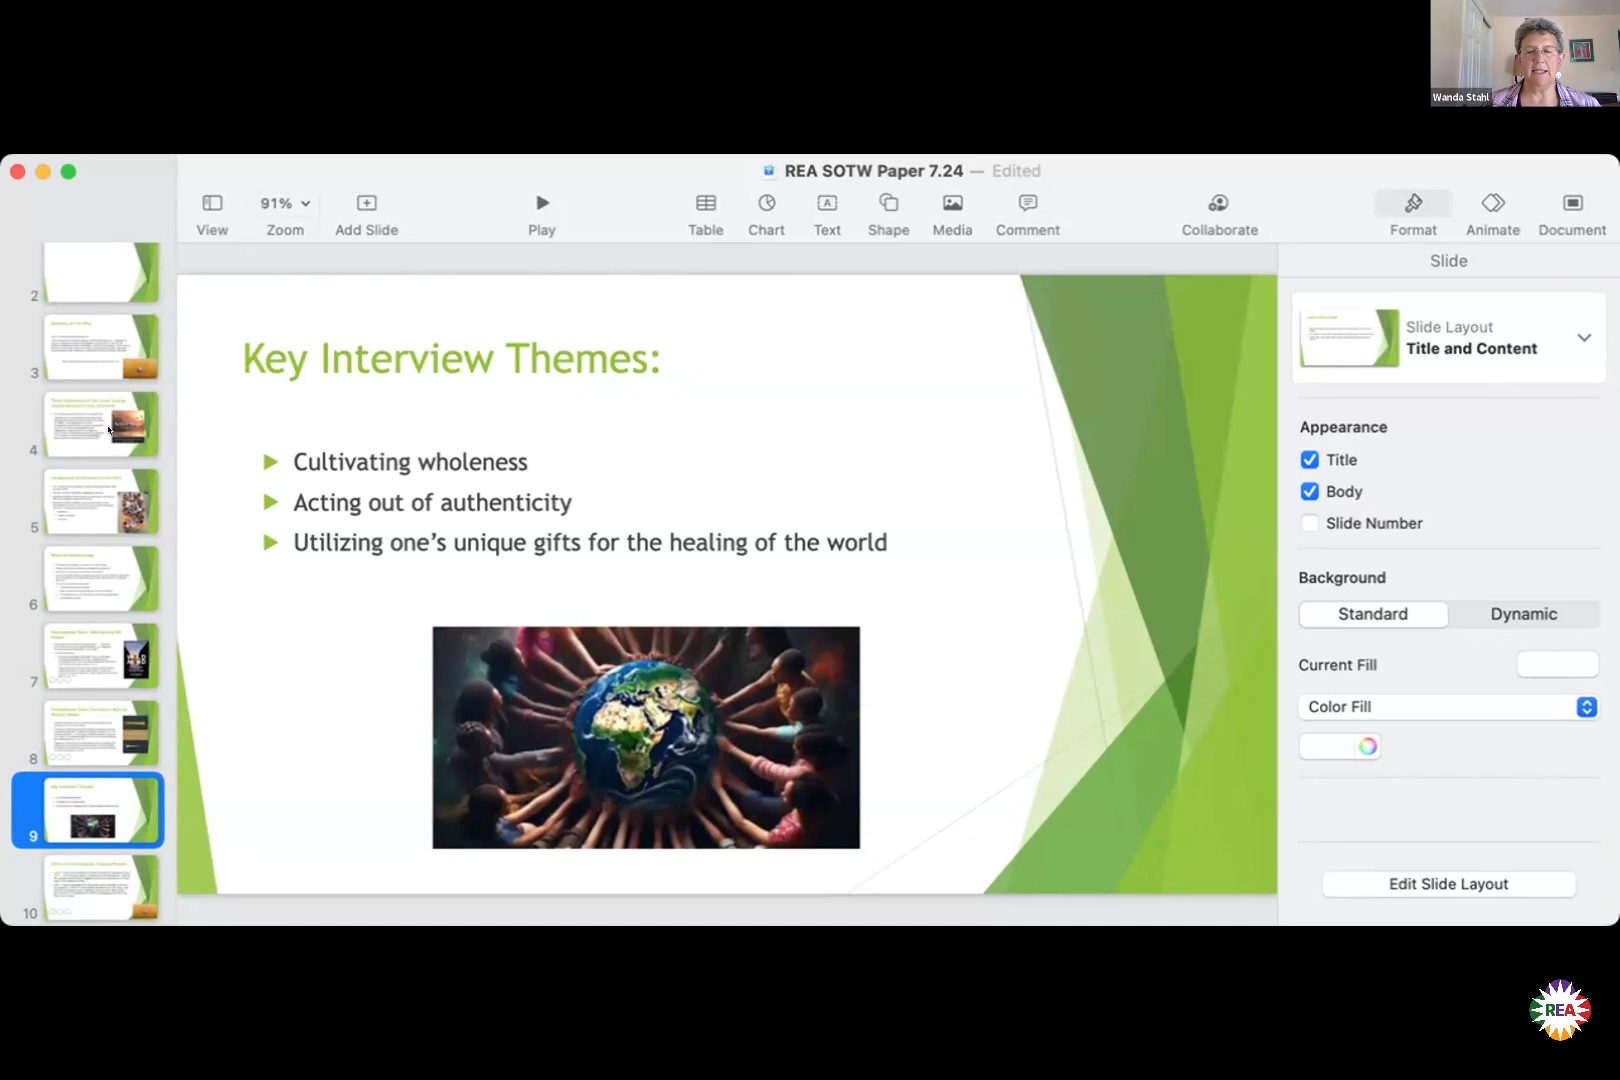 Wanda Stahl
REA SOTW Paper 7.24 — Edited
91%
View
Zoom
Add Slide
Play
Table
Chart
Text
Shape
Media
Comment
Collaborate
Format
Animate
Document
2
3
4
5
6
7
8
9
10
Key Interview Themes:
Cultivating wholeness
Acting out of authenticity
Utilizing one's unique gifts for the healing of the world
Slide
Slide Layout
Title and Content
Appearance
Title
Body
Slide Number
Background
Standard
Dynamic
Current Fill
Color Fill
Edit Slide Layout
REA